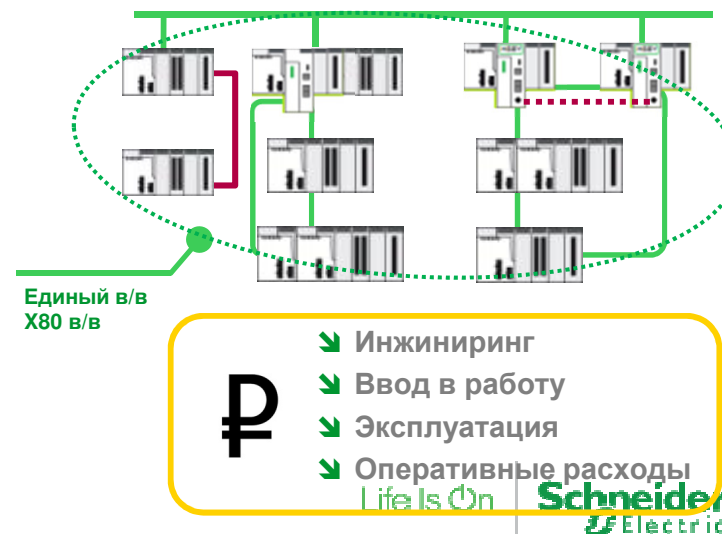 Единый в/в
X80 в/в
₽
Инжиниринг
Ввод в работу
Эксплуатация
Оперативные расходы
Life Is On
Schneider
Electric